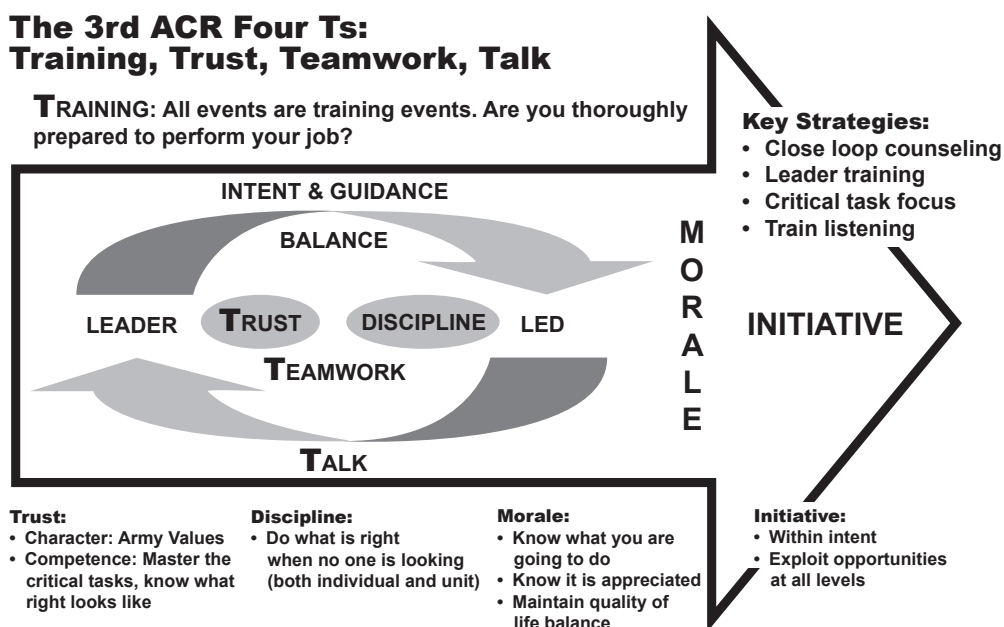 The 3rd ACR Four Ts:
Training, Trust, Teamwork, Talk
TRAINING: All events are training events. Are you thoroughly
prepared to perform your job?
Key Strategies:
• Close loop counseling
• Leader training
• Critical task focus
• Train listening
INTENT & GUIDANCE
BALANCE
LEADER
TRUST
DISCIPLINE
LED
TEAMWORK
TALK
MORALE
INITIATIVE
Trust:
• Character: Army Values
• Competence: Master the
critical tasks, know what
right looks like
Discipline:
• Do what is right
when no one is looking
(both individual and unit)
Morale:
• Know what you are
going to do
• Know it is appreciated
• Maintain quality of
life balance
Initiative:
• Within intent
• Exploit opportunities
at all levels